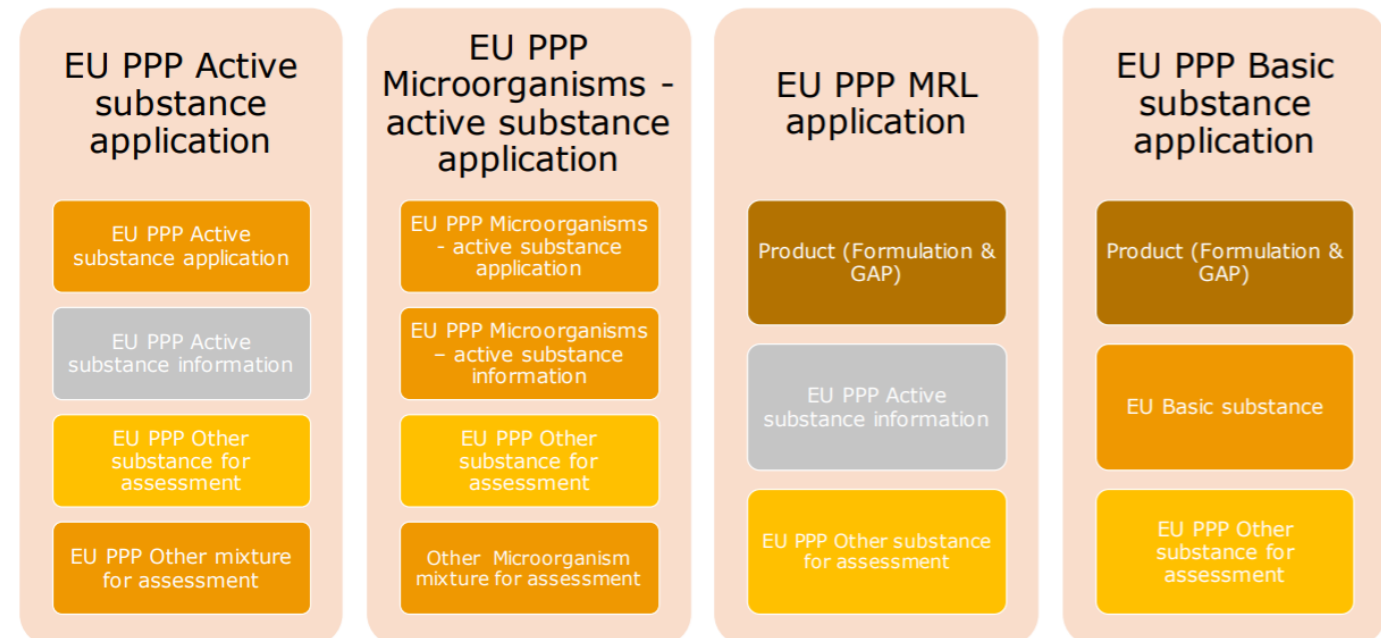 EU PPP Active
substance
application
EU PPP Active
substance application
EU PPP Active
substance information
EU PPP Other
substance for
assessment
EU PPP Other mixture
for assessment
EU PPP
Microorganisms -
active substance
application
EU PPP Microorganisms
- active substance
application
EU PPP Microorganisms
– active substance
information
EU PPP Other
substance for
assessment
Other Microorganism
mixture for assessment
EU PPP MRL
application
Product (Formulation &
GAP)
EU PPP Active
substance information
EU PPP Other substance
for assessment
EU PPP Basic
substance
application
Product (Formulation &
GAP)
EU Basic substance
EU PPP Other
substance for
assessment